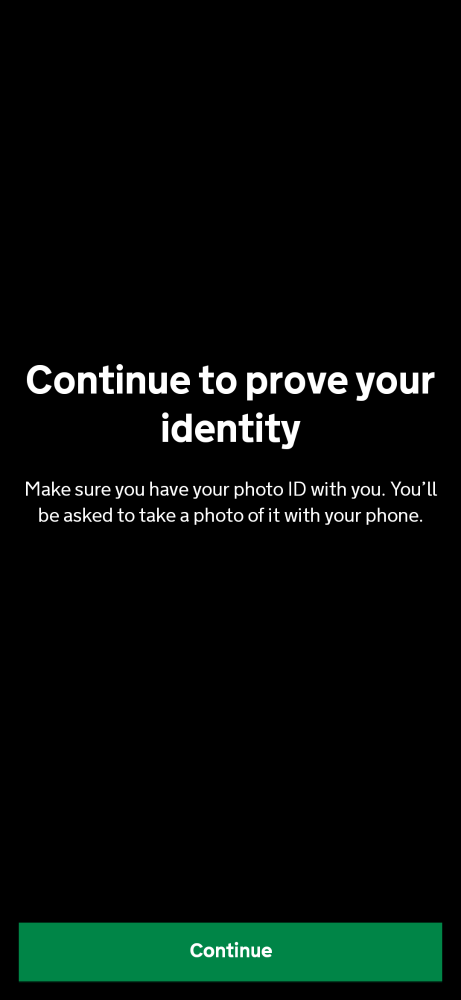 Continue to prove your
identity
Make sure you have your photo ID with you. You’ll
be asked to take a photo of it with your phone.
Continue